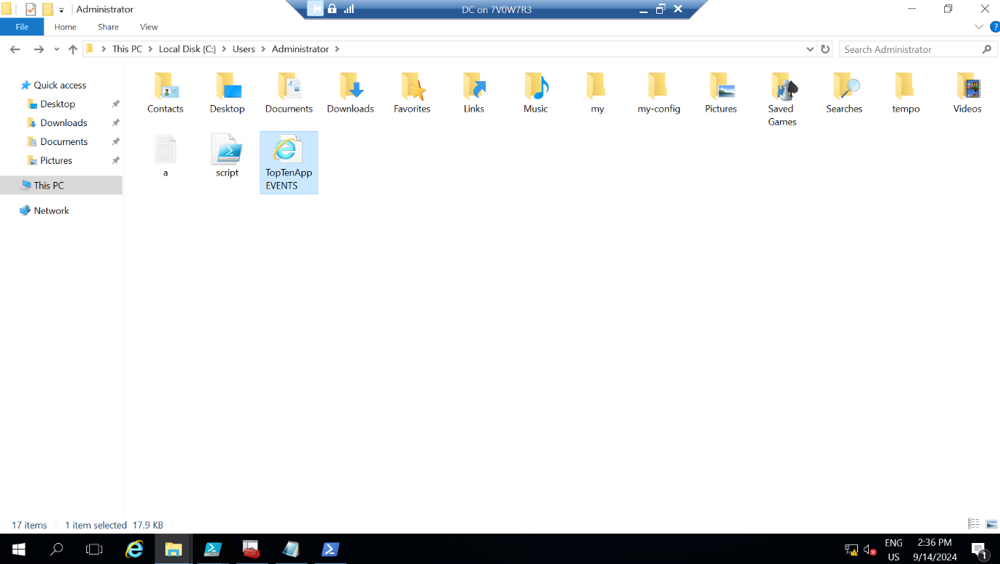 Administrator
DC on 7V0W7R3
File
Home
Share
View
This PC
Local Disk (C:)
Users
Administrator
Search Administrator
Quick access
Desktop
Downloads
Documents
Pictures
This PC
Network
Contacts
Desktop
Documents
Downloads
Favorites
Links
Music
my
my-config
Pictures
Saved
Games
Searches
tempo
Videos
a
script
TopTenApp
EVENTS
17 items
1 item selected 17.9 KB
ENG
US
2:36 PM
9/14/2024
1